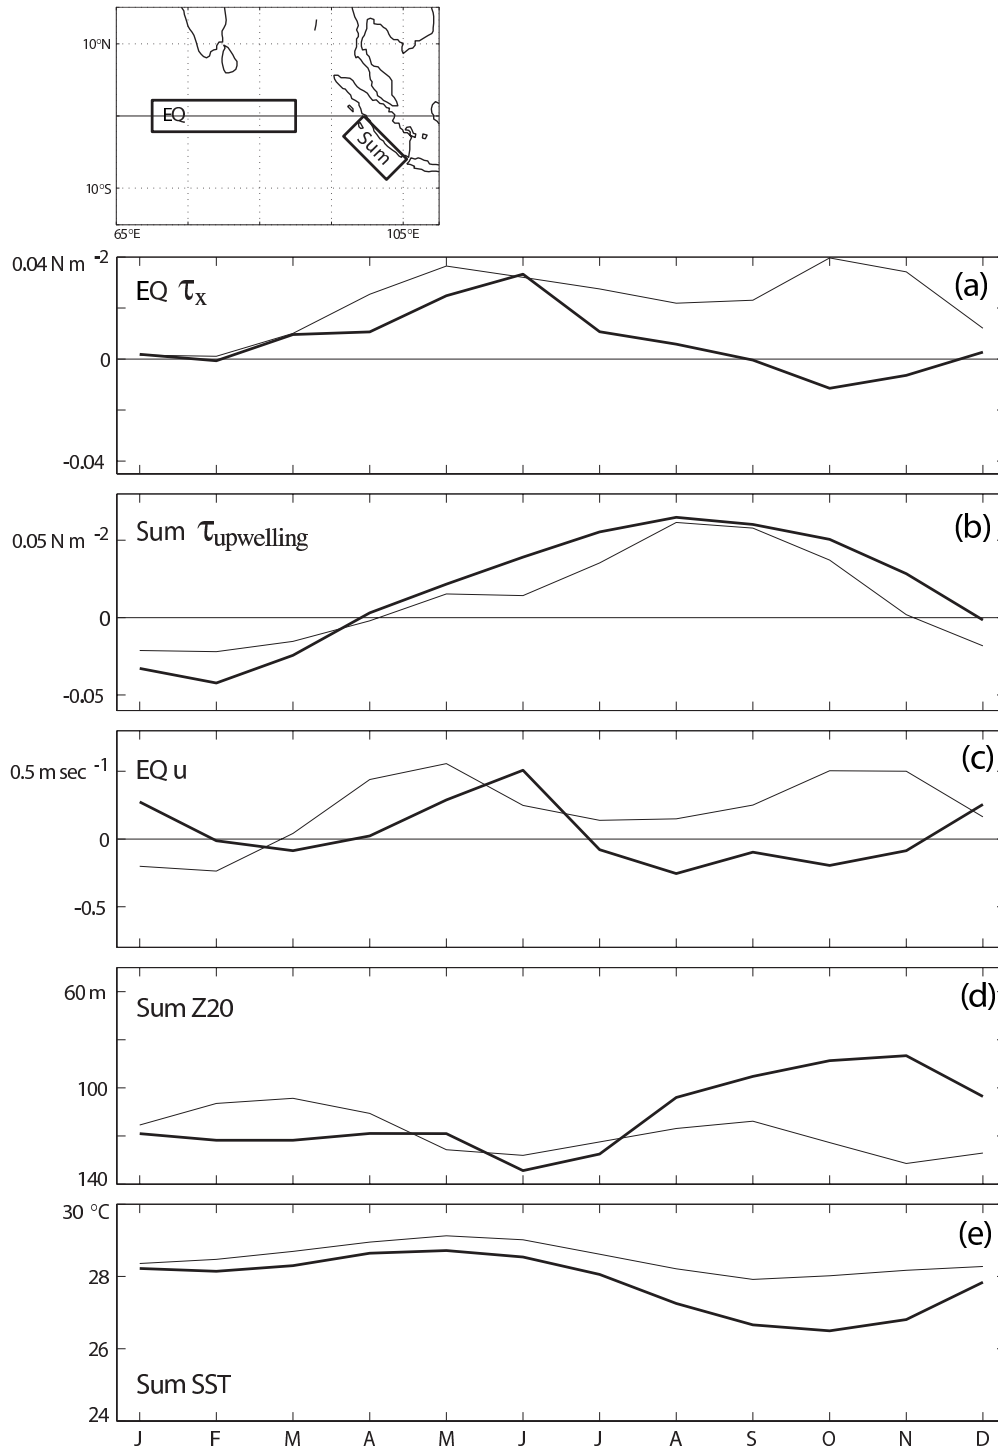 10°N
EQ
Sum
10°S
65°E 105°E
0.04 N m -2
EQ τx (a)
0
-0.04
Sum τupwelling (b)
0.05 N m -2
0
-0.05
EQ u (c)
0.5 m sec -1
0
-0.5
60 m
Sum Z20 (d)
100
140
30 °C
(e)
28
26
Sum SST
24
J F M A M J J A S O N D